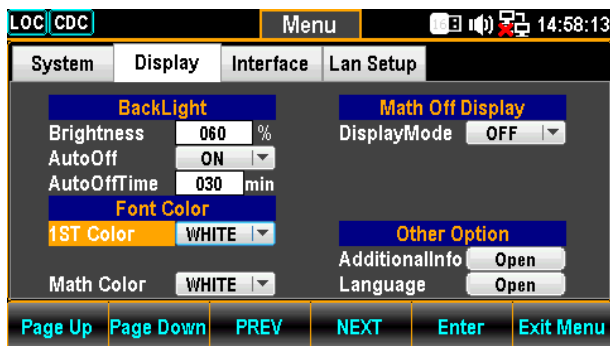 LOC CDC Menu 16 14:58:13
System Display Interface Lan Setup
BackLight
Brightness 060 %
AutoOff ON
AutoOffTime 030 min
Font Color
1ST Color WHITE
Math Color WHITE
Math Off Display
DisplayMode OFF
Other Option
AdditionalInfo Open
Language Open
Page Up Page Down PREV NEXT Enter Exit Menu